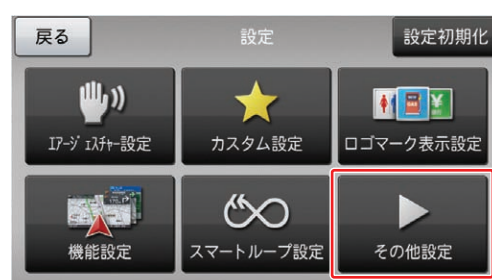 戻る 設定 設定初期化
エアージェスチャー設定 カスタム設定 ロゴマーク表示設定
機能設定 スマートループ設定 その他設定